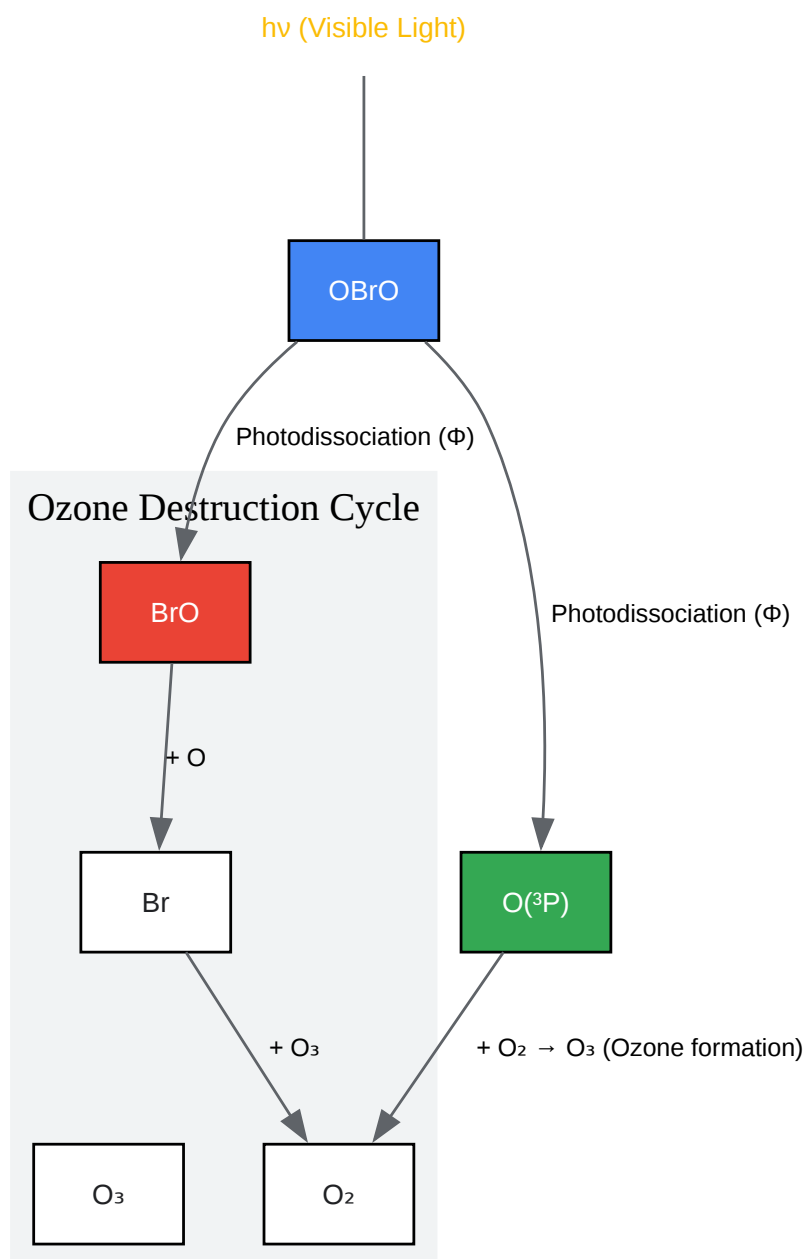 hν (Visible Light)
OBrO
Photodissociation (Φ)
Ozone Destruction Cycle
BrO
Photodissociation (Φ)
+ O
Br
O(³P)
+ O₃
+ O₂ → O₃ (Ozone formation)
O₃
O₂